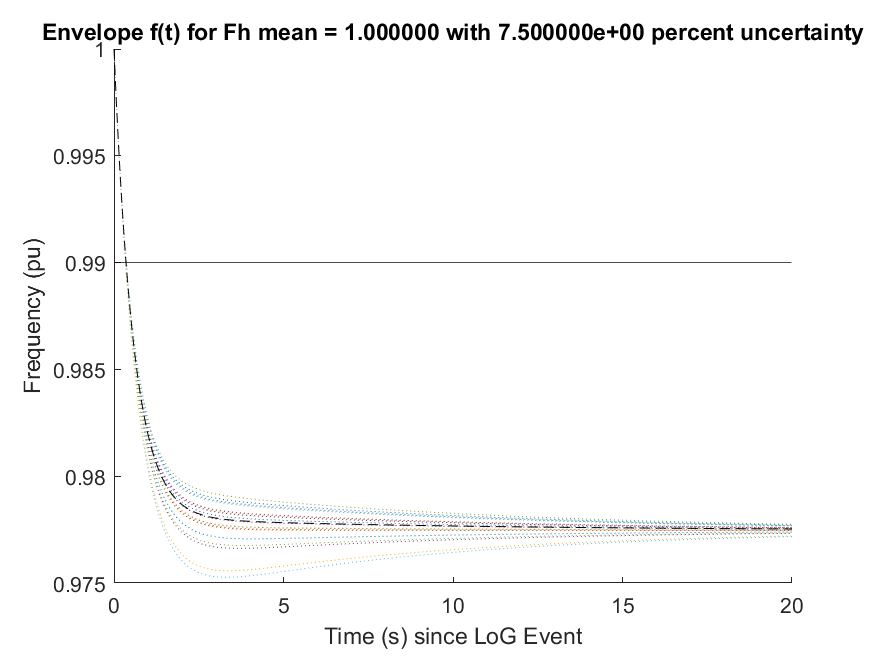 Envelope f(t) for Fh mean = 1.000000 with 7.500000e+00 percent uncertainty
1
0.995
0.99
0.985
0.98
0.975
Frequency (pu)
0 5 10 15 20
Time (s) since LoG Event